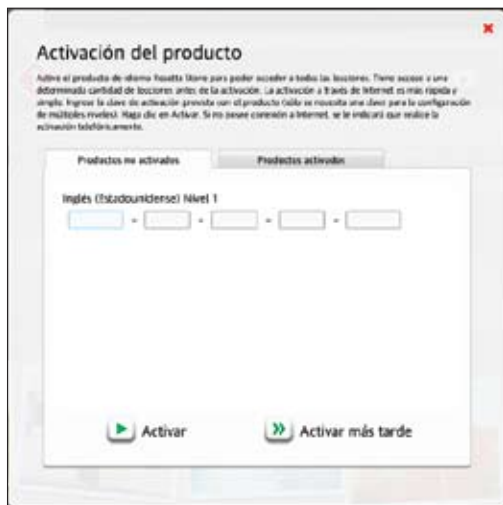 Activación del producto
Active el producto de idioma Rosetta Stone para poder acceder a todas las lecciones. Tiene acceso a una
determinada cantidad de lecciones antes de la activación. La activación a través de Internet es más rápida y
simple. Ingrese la clave de activación provista con el producto (sólo se necesita una clave para la configuración
de múltiples niveles). Haga clic en Activar. Si no posee conexión a Internet, se le indicará que realice la
activación telefónicamente.
Productos no activados Productos activados
Inglés (Estadounidense) Nivel 1
- - - -
Activar Activar más tarde